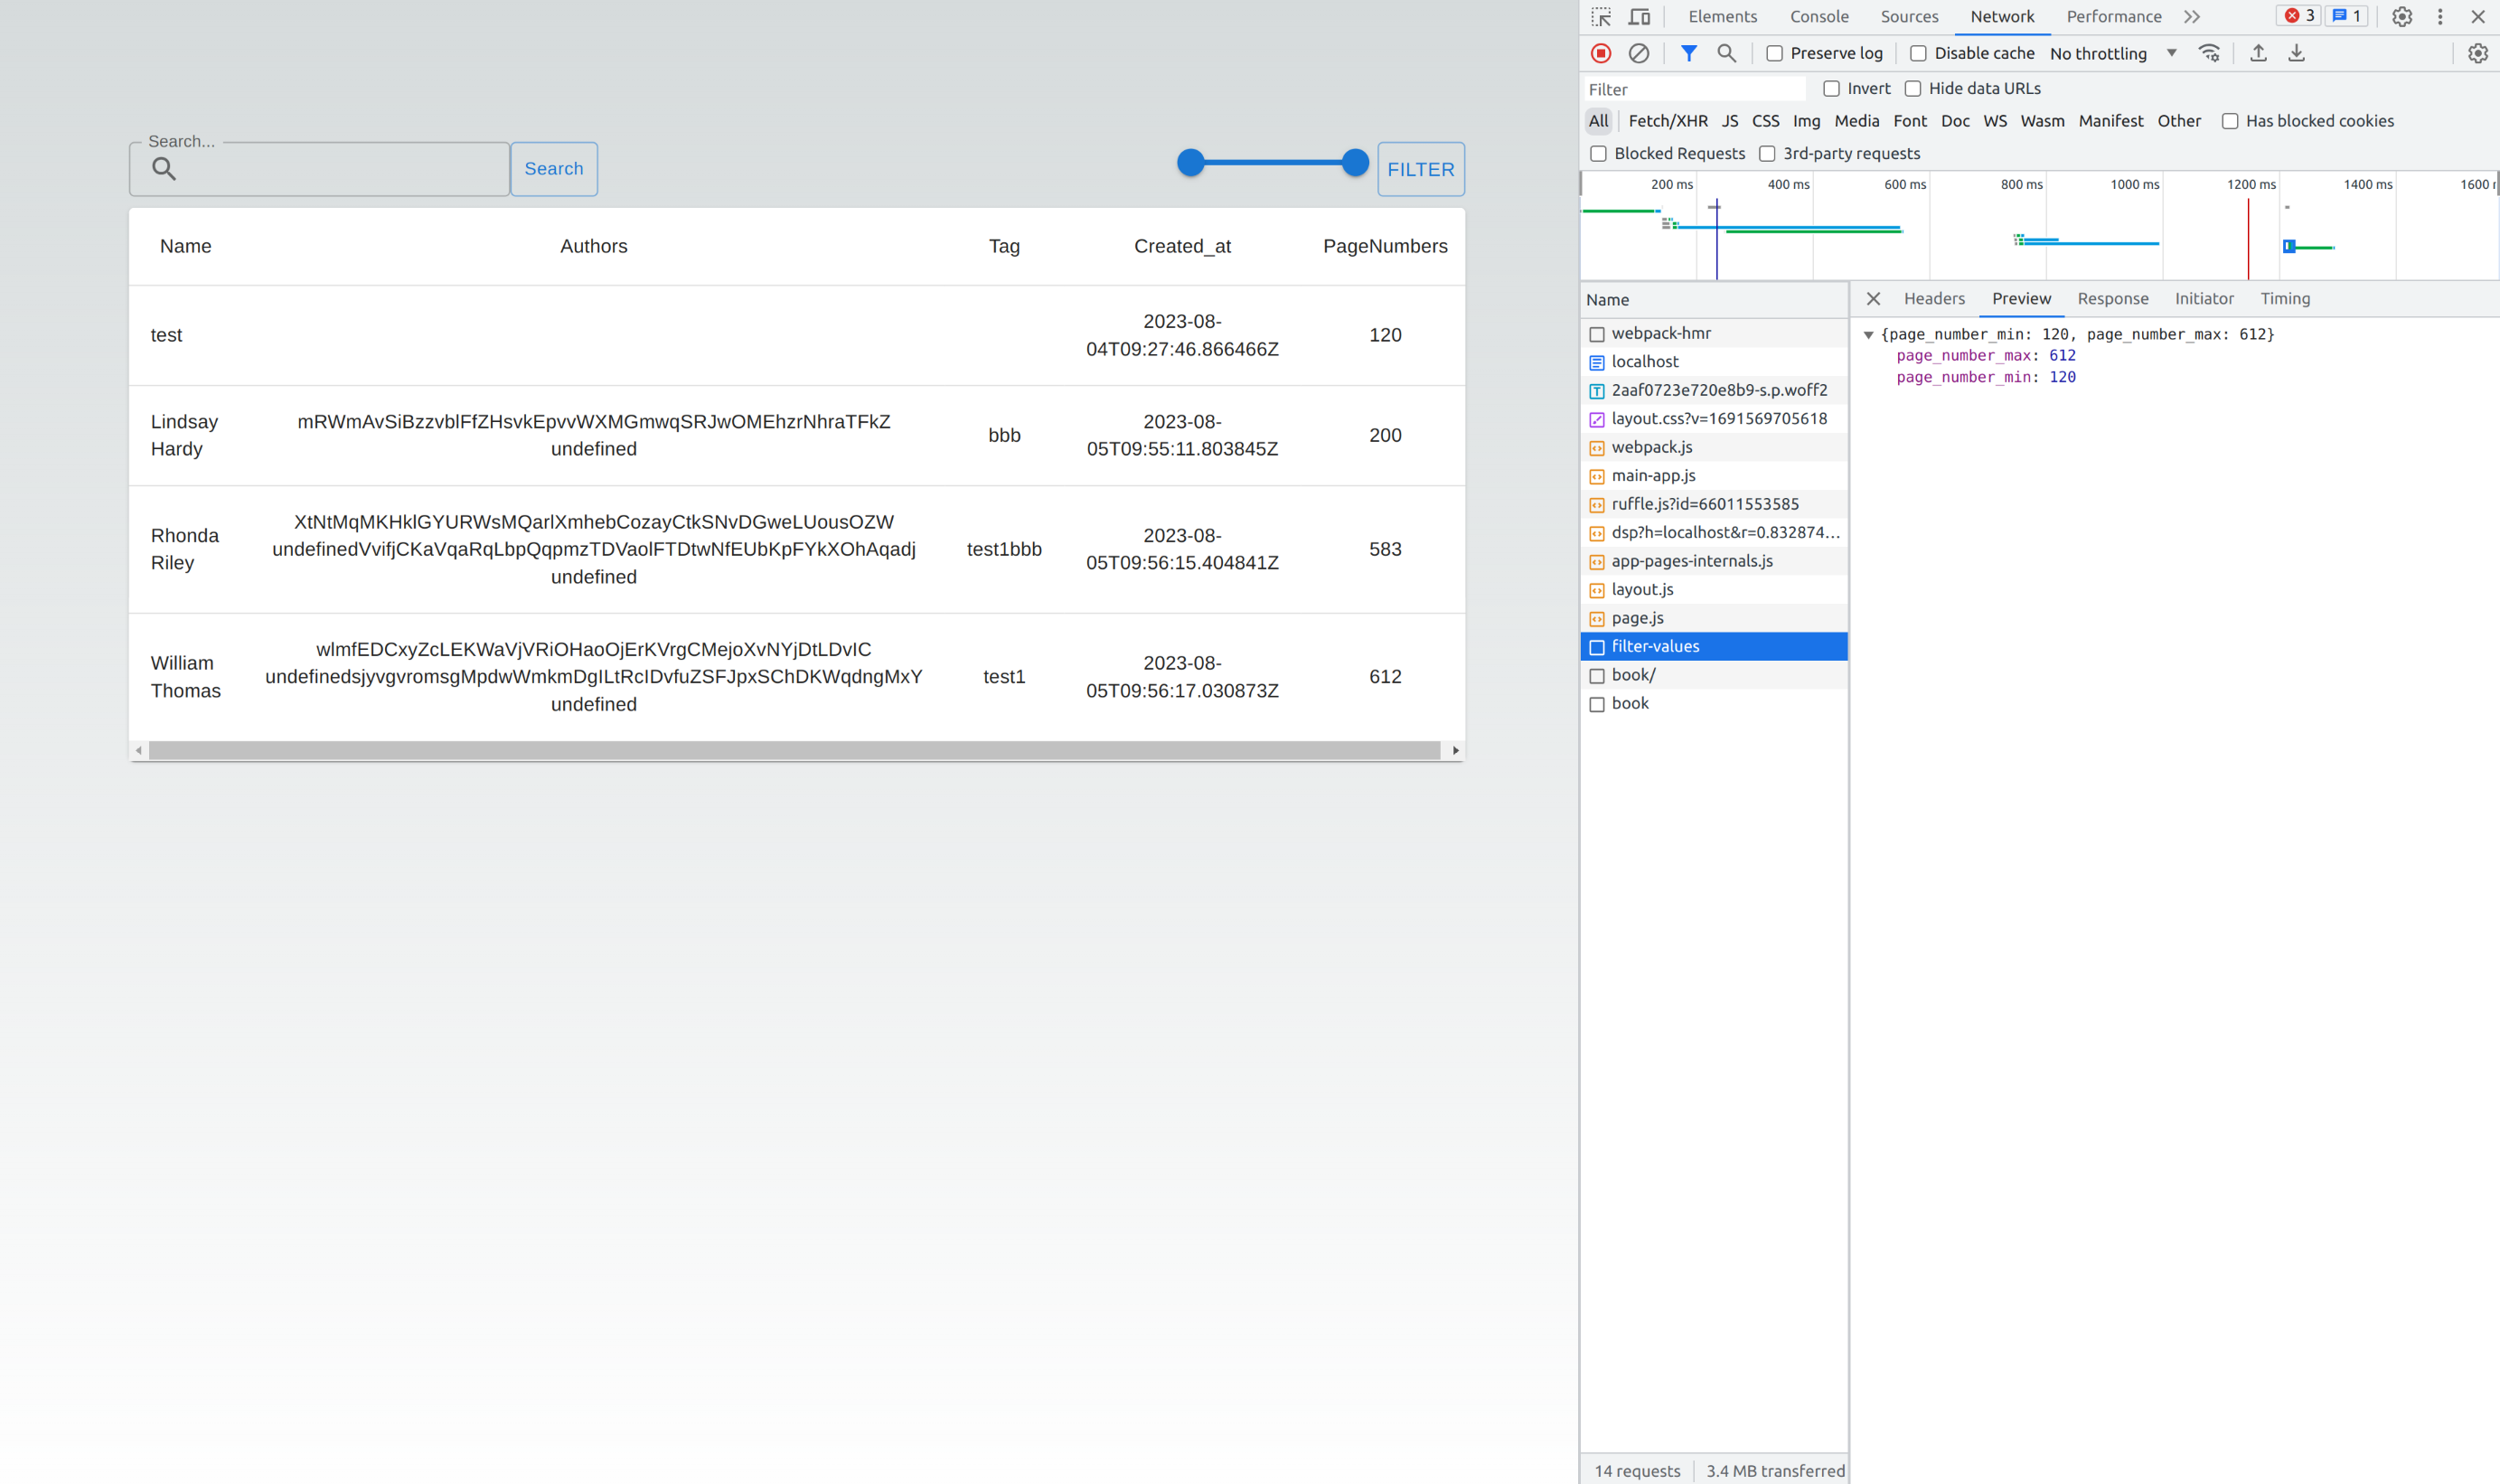 Search...
Search
FILTER
Name Authors Tag Created_at PageNumbers
test 2023-08-04T09:27:46.866466Z 120
Lindsay Hardy mRWmAvSiBzzvblFfZHsvkEpvvWXMGmwqSRJwOMEhzrNhraTFkZ undefined bbb 2023-08-05T09:55:11.803845Z 200
Rhonda Riley XtNtMqMKHklGYURWsMQarlXmhebCozayCtkSNvDGweLUousOZW undefinedVvifjCKaVqaRqLbpQqpmzTDVaolFTDtwNfEUbKpFYkXOhAqadj undefined test1bbb 2023-08-05T09:56:15.404841Z 583
William Thomas wlmfEDCxyZcLEKWaVjVRiOHaoOjErKVrgCMejoXvNYjDtLDvIC undefinedsjyvgvromsgMpdwWmkmDgILtRcIDvfuZSFJpxSChDKWqdngMxY undefined test1 2023-08-05T09:56:17.030873Z 612
Elements Console Sources Network Performance 3 1
Preserve log Disable cache No throttling
Filter Invert Hide data URLs
All Fetch/XHR JS CSS Img Media Font Doc WS Wasm Manifest Other Has blocked cookies
Blocked Requests 3rd-party requests
200 ms 400 ms 600 ms 800 ms 1000 ms 1200 ms 1400 ms 1600
Name
webpack-hmr
localhost
2aaf0723e720e8b9-s.p.woff2
layout.css?v=1691569705618
webpack.js
main-app.js
ruffle.js?id=66011553585
dsp?h=localhost&r=0.832874...
app-pages-internals.js
layout.js
page.js
filter-values
book/
book
Headers Preview Response Initiator Timing
{page_number_min: 120, page_number_max: 612}
page_number_max: 612
page_number_min: 120
14 requests 3.4 MB transferred